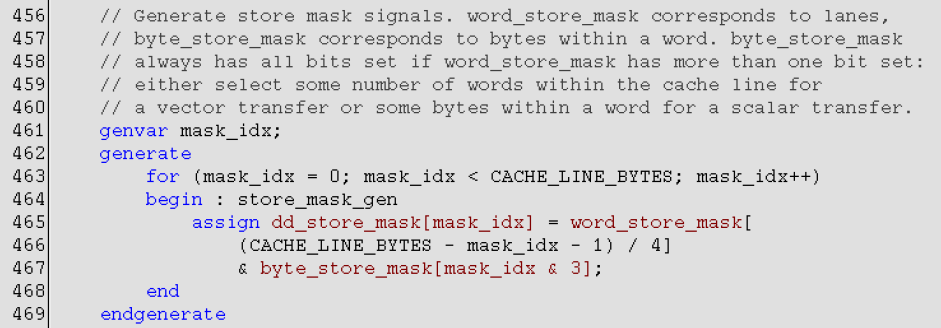 456 // Generate store mask signals. word_store_mask corresponds to lanes,
457 // byte_store_mask corresponds to bytes within a word. byte_store_mask
458 // always has all bits set if word_store_mask has more than one bit set:
459 // either select some number of words within the cache line for
460 // a vector transfer or some bytes within a word for a scalar transfer.
461 genvar mask_idx;
462 generate
463 for (mask_idx = 0; mask_idx < CACHE_LINE_BYTES; mask_idx++)
464 begin : store_mask_gen
465 assign dd_store_mask[mask_idx] = word_store_mask[
466 (CACHE_LINE_BYTES - mask_idx - 1) / 4]
467 & byte_store_mask[mask_idx & 3];
468 end
469 endgenerate